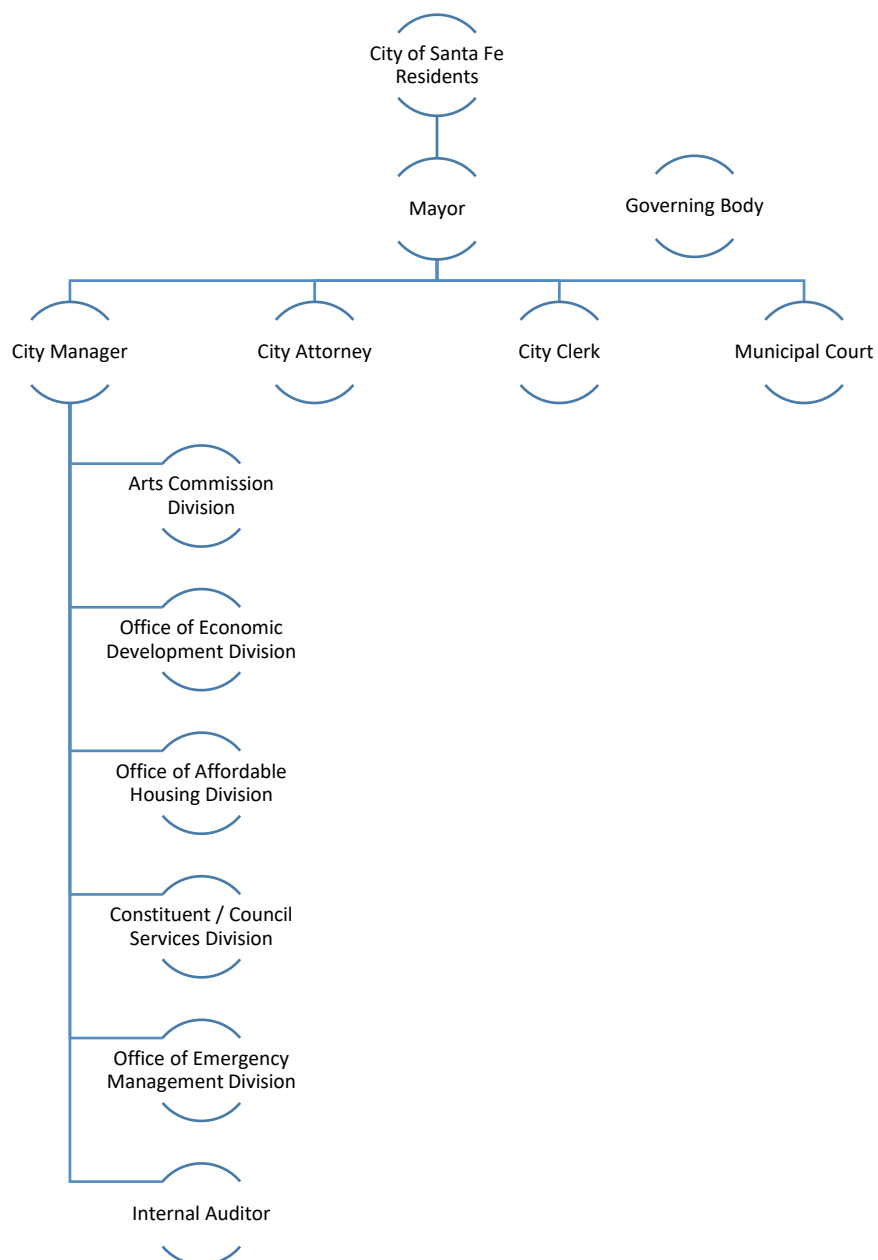 City of Santa Fe
Residents
Mayor
Governing Body
City Manager
City Attorney
City Clerk
Municipal Court
Arts Commission
Division
Office of Economic
Development Division
Office of Affordable
Housing Division
Constituent / Council
Services Division
Office of Emergency
Management Division
Internal Auditor